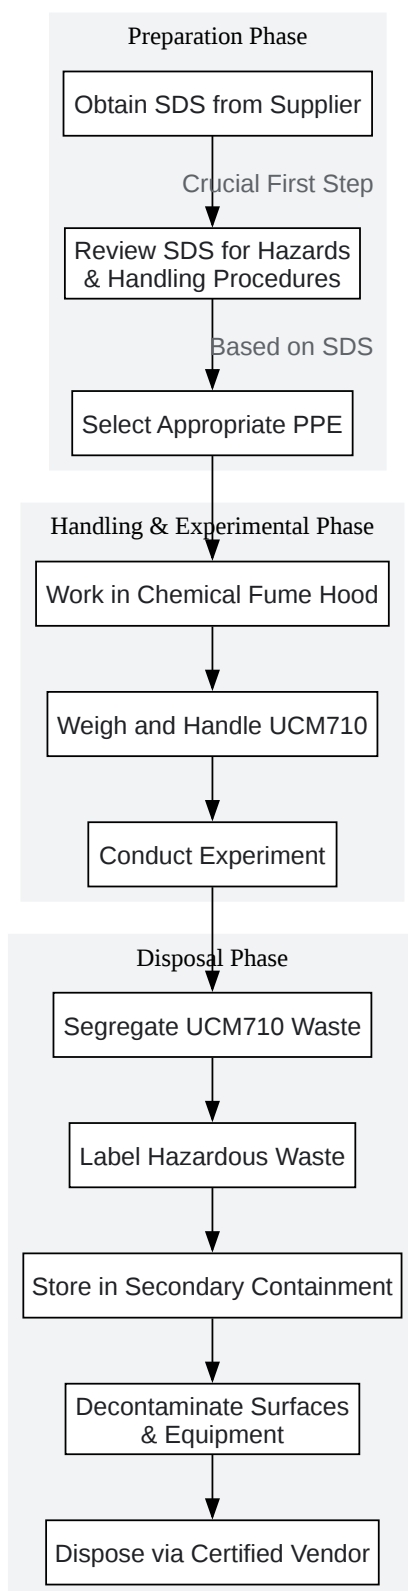 Preparation Phase
Obtain SDS from Supplier
Crucial First Step
Review SDS for Hazards
& Handling Procedures
Based on SDS
Select Appropriate PPE
Handling & Experimental Phase
Work in Chemical Fume Hood
Weigh and Handle UCM710
Conduct Experiment
Disposal Phase
Segregate UCM710 Waste
Label Hazardous Waste
Store in Secondary Containment
Decontaminate Surfaces
& Equipment
Dispose via Certified Vendor